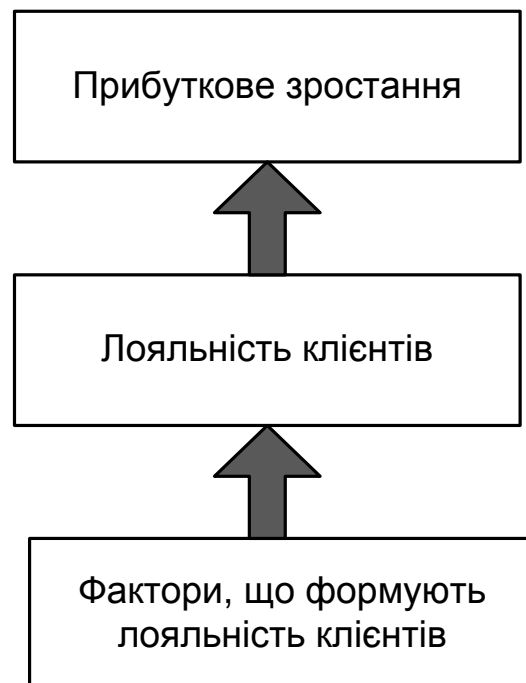 Прибуткове зростання
Лояльність клієнтів
Фактори, що формують
лояльність клієнтів